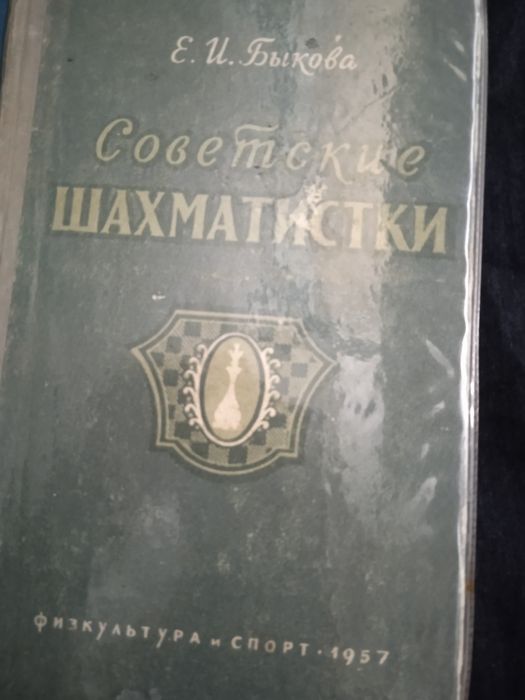 Е. И. Быкова
Советские
ШАХМАТИСТКИ
ФИЗКУЛЬТУРА и СПОРТ · 1957